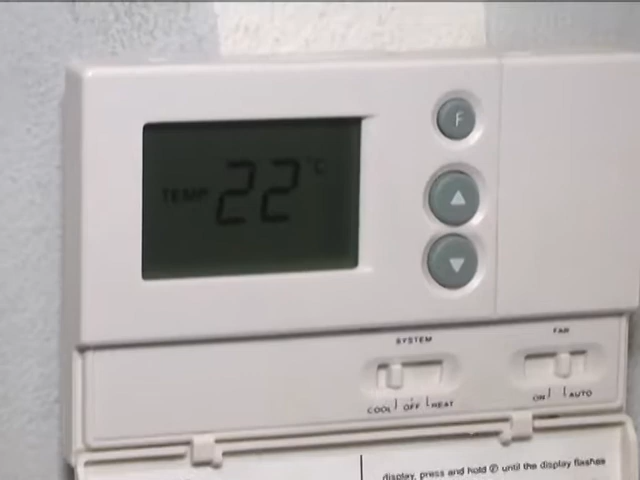 F
TEMP 22 °C
SYSTEM
FAN
COOL OFF HEAT
ON AUTO
display, press and hold Ⓕ until the display flashes